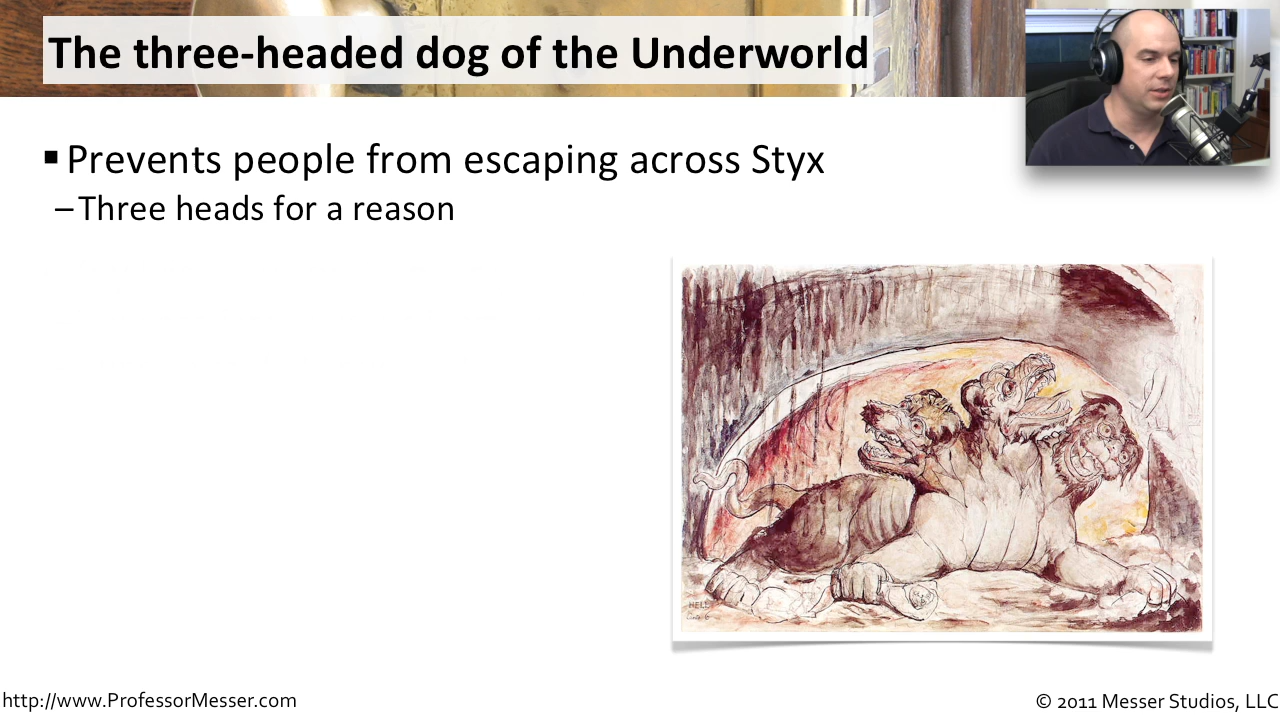 The three-headed dog of the Underworld
▪ Prevents people from escaping across Styx
– Three heads for a reason
HELL
http://www.ProfessorMesser.com
© 2011 Messer Studios, LLC